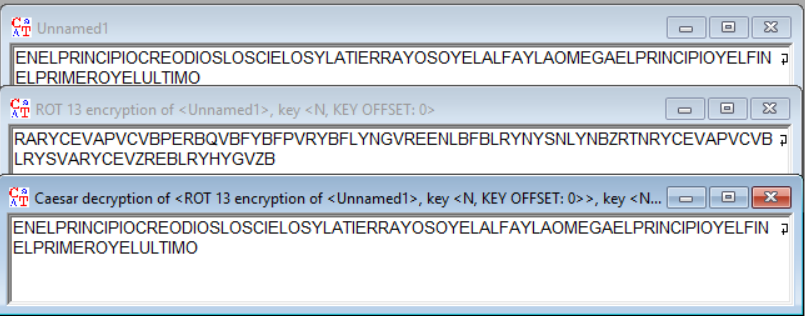 Unnamed1
ENELPRINCIPIOCREODIOSLOSCIELOSYLATIERRAYOSOYELALFAYLAOMEGAELPRINCIPIOYELFIN
ELPRIMEROYELULTIMO
ROT 13 encryption of <Unnamed1>, key <N, KEY OFFSET: 0>
RARYCEVAPVCVBPERBQVBFYBFPVRYBFLYNGVREENLBFBLRYNYSNLYNBZRTNRYCEVAPVCVB
LRYSVARYCEVZREBLRYHYGVZB
Caesar decryption of <ROT 13 encryption of <Unnamed1>, key <N, KEY OFFSET: 0>>, key <N...
ENELPRINCIPIOCREODIOSLOSCIELOSYLATIERRAYOSOYELALFAYLAOMEGAELPRINCIPIOYELFIN
ELPRIMEROYELULTIMO